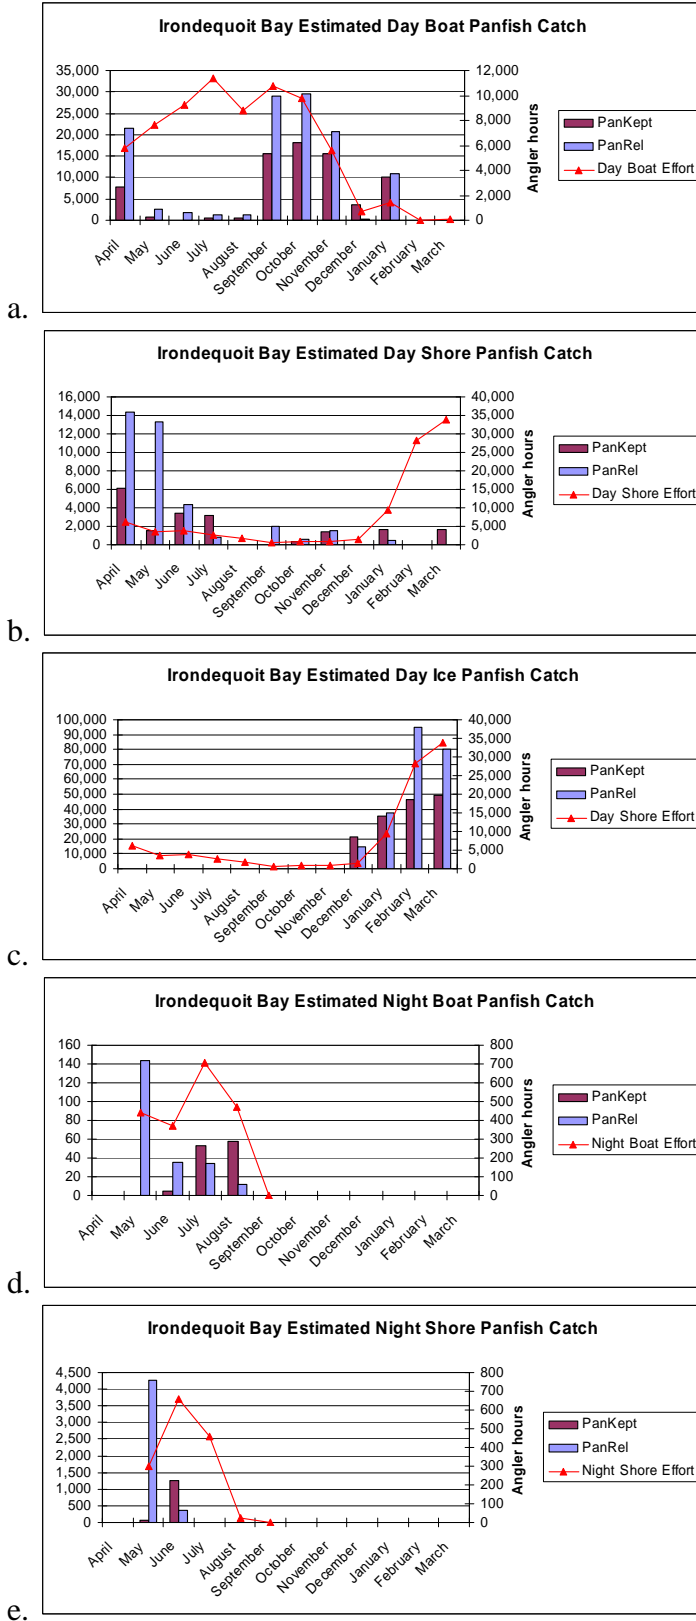 Irondequoit Bay Estimated Day Boat Panfish Catch
35,000
30,000
25,000
20,000
15,000
10,000
5,000
0
12,000
10,000
8,000
6,000
4,000
2,000
0
Angler hours
PanKept
PanRel
Day Boat Effort
April
May
June
July
August
September
October
November
December
January
February
March
a.
Irondequoit Bay Estimated Day Shore Panfish Catch
16,000
14,000
12,000
10,000
8,000
6,000
4,000
2,000
0
40,000
35,000
30,000
25,000
20,000
15,000
10,000
5,000
0
Angler hours
PanKept
PanRel
Day Shore Effort
April
May
June
July
August
September
October
November
December
January
February
March
b.
Irondequoit Bay Estimated Day Ice Panfish Catch
100,000
90,000
80,000
70,000
60,000
50,000
40,000
30,000
20,000
10,000
0
40,000
35,000
30,000
25,000
20,000
15,000
10,000
5,000
0
Angler hours
PanKept
PanRel
Day Shore Effort
April
May
June
July
August
September
October
November
December
January
February
March
c.
Irondequoit Bay Estimated Night Boat Panfish Catch
160
140
120
100
80
60
40
20
0
800
700
600
500
400
300
200
100
0
Angler hours
PanKept
PanRel
Night Boat Effort
April
May
June
July
August
September
October
November
December
January
February
March
d.
Irondequoit Bay Estimated Night Shore Panfish Catch
4,500
4,000
3,500
3,000
2,500
2,000
1,500
1,000
500
0
800
700
600
500
400
300
200
100
0
Angler hours
PanKept
PanRel
Night Shore Effort
April
May
June
July
August
September
October
November
December
January
February
March
e.